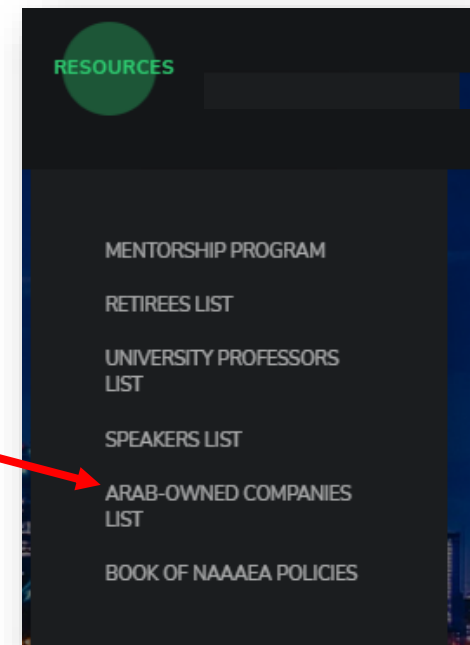 RESOURCES
MENTORSHIP PROGRAM
RETIREES LIST
UNIVERSITY PROFESSORS
LIST
SPEAKERS LIST
ARAB-OWNED COMPANIES
LIST
BOOK OF NAAAEA POLICIES